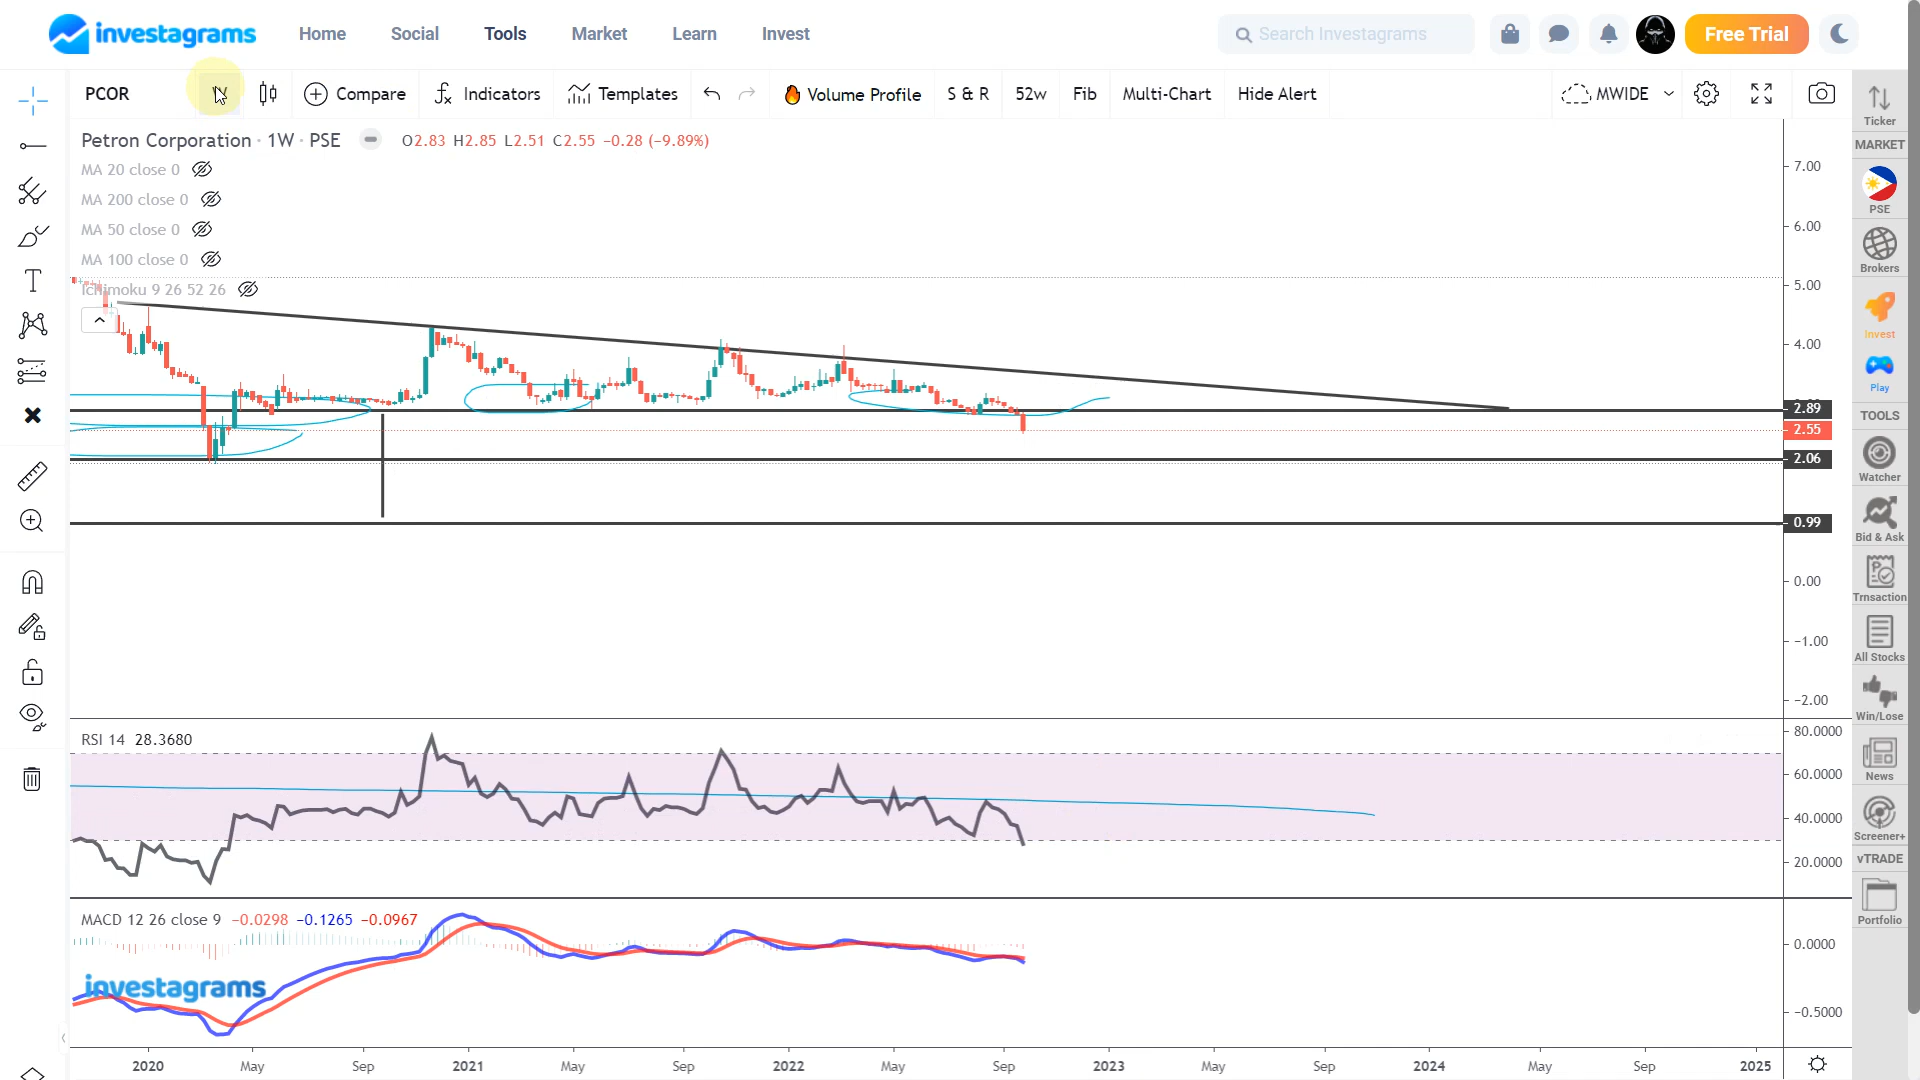 investagrams
Home
Social
Tools
Market
Learn
Invest
Search Investagrams
Free Trial
PCOR
Compare
Indicators
Templates
Volume Profile
S & R
52w
Fib
Multi-Chart
Hide Alert
MWIDE
Petron Corporation · 1W · PSE
O2.83 H2.85 L2.51 C2.55 −0.28 (−9.89%)
MA 20 close 0
MA 200 close 0
MA 50 close 0
MA 100 close 0
Ichimoku 9 26 52 26
7.00
6.00
5.00
4.00
2.89
2.55
2.06
0.99
0.00
−1.00
−2.00
RSI 14 28.3680
80.0000
60.0000
40.0000
20.0000
MACD 12 26 close 9 −0.0298 −0.1265 −0.0967
0.0000
−0.5000
investagrams
2020
May
Sep
2021
May
Sep
2022
May
Sep
2023
May
Sep
2024
May
Sep
2025
Ticker
MARKET
PSE
Brokers
Invest
Play
TOOLS
Watcher
Bid & Ask
Trnsaction
All Stocks
Win/Lose
News
Screener+
vTRADE
Portfolio